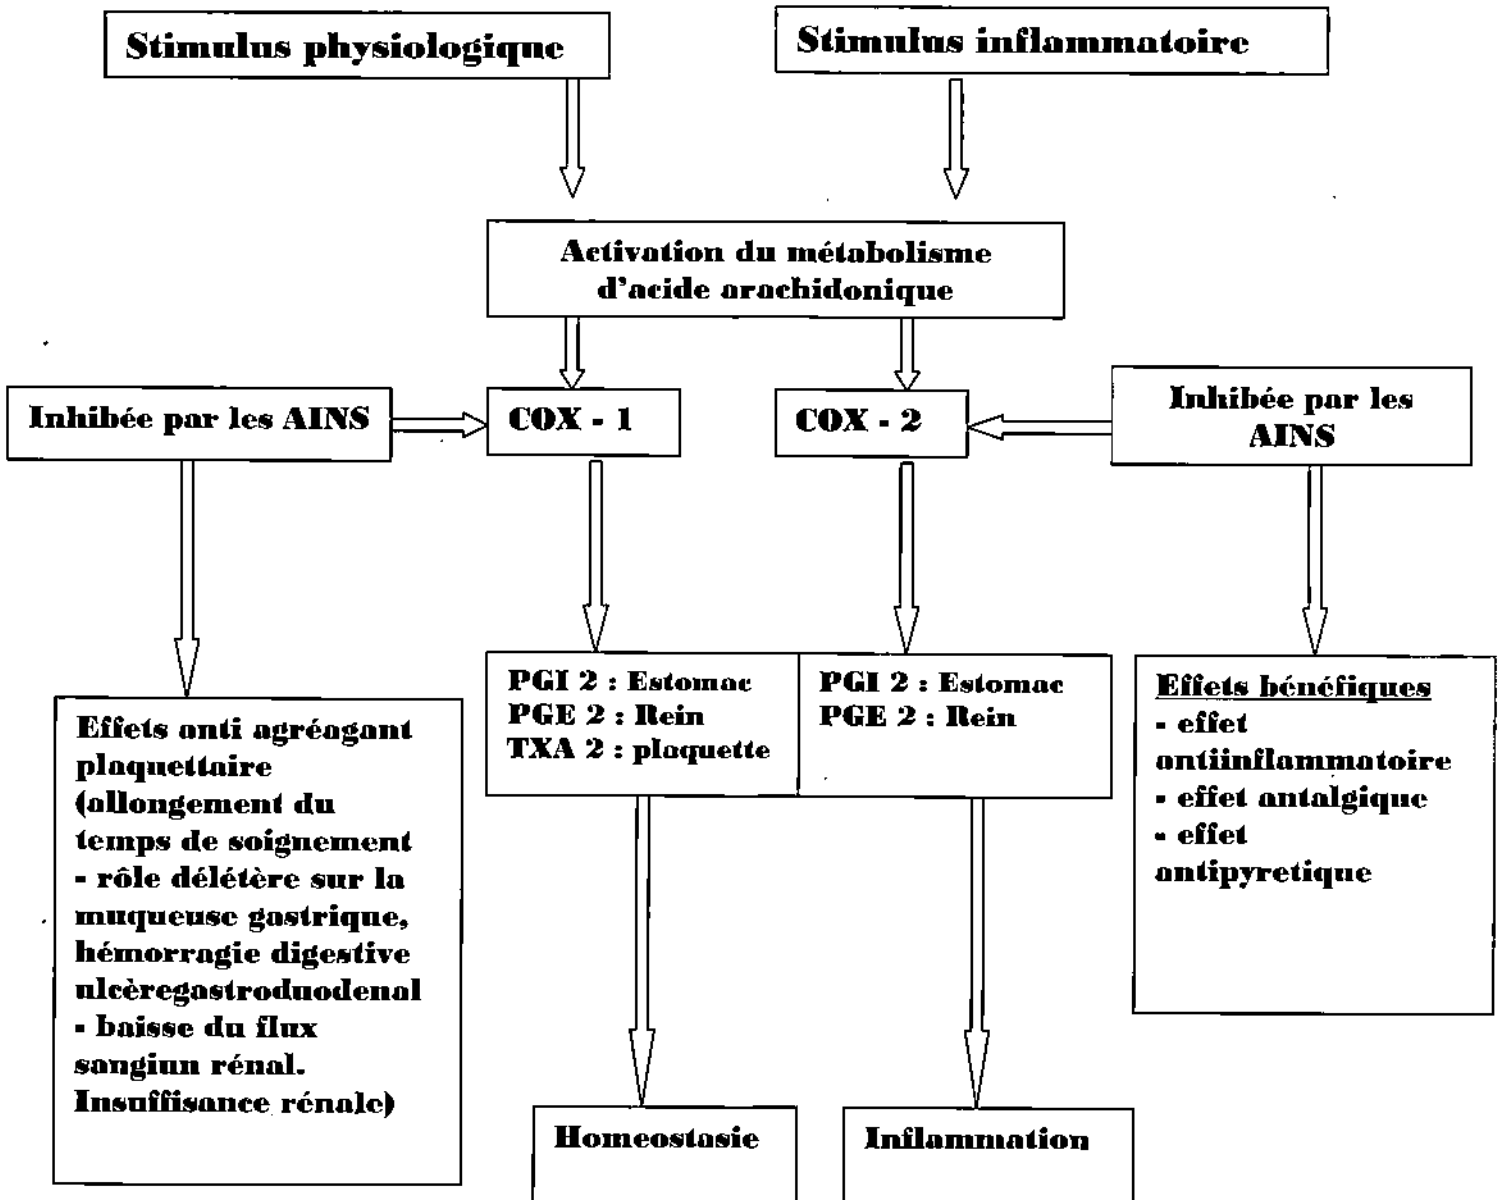 Stimulus physiologique
Stimulus inflammatoire
Activation du métabolisme
d'acide arachidonique
Inhibée par les AINS
COX - 1
COX - 2
Inhibée par les
AINS
PGI 2 : Estomac
PGE 2 : Rein
TXA 2 : plaquette
PGI 2 : Estomac
PGE 2 : Rein
Effets bénéfiques
- effet
antiinflammatoire
- effet antalgique
- effet
antipyretique
Effets anti agréagant
plaquettaire
(allongement du
temps de soignement
- rôle délétère sur la
muqueuse gastrique,
hémorragie digestive
ulcèregastroduodenal
- baisse du flux
sangiun rénal.
Insuffisance rénale)
Homeostasie
Inflammation